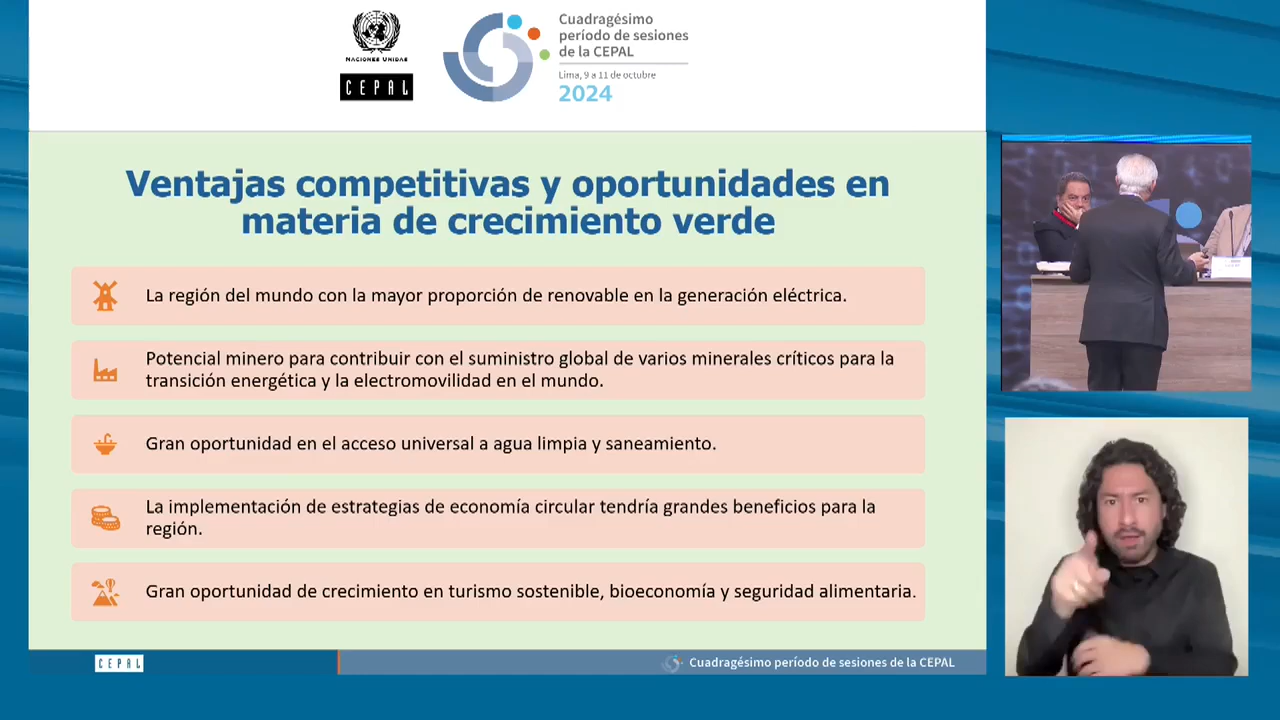 NACIONES UNIDAS
CEPAL
Cuadragésimo
período de sesiones
de la CEPAL
Lima, 9 a 11 de octubre
2024
Ventajas competitivas y oportunidades en
materia de crecimiento verde
La región del mundo con la mayor proporción de renovable en la generación eléctrica.
Potencial minero para contribuir con el suministro global de varios minerales críticos para la
transición energética y la electromovilidad en el mundo.
Gran oportunidad en el acceso universal a agua limpia y saneamiento.
La implementación de estrategias de economía circular tendría grandes beneficios para la
región.
Gran oportunidad de crecimiento en turismo sostenible, bioeconomía y seguridad alimentaria.
CEPAL
Cuadragésimo período de sesiones de la CEPAL